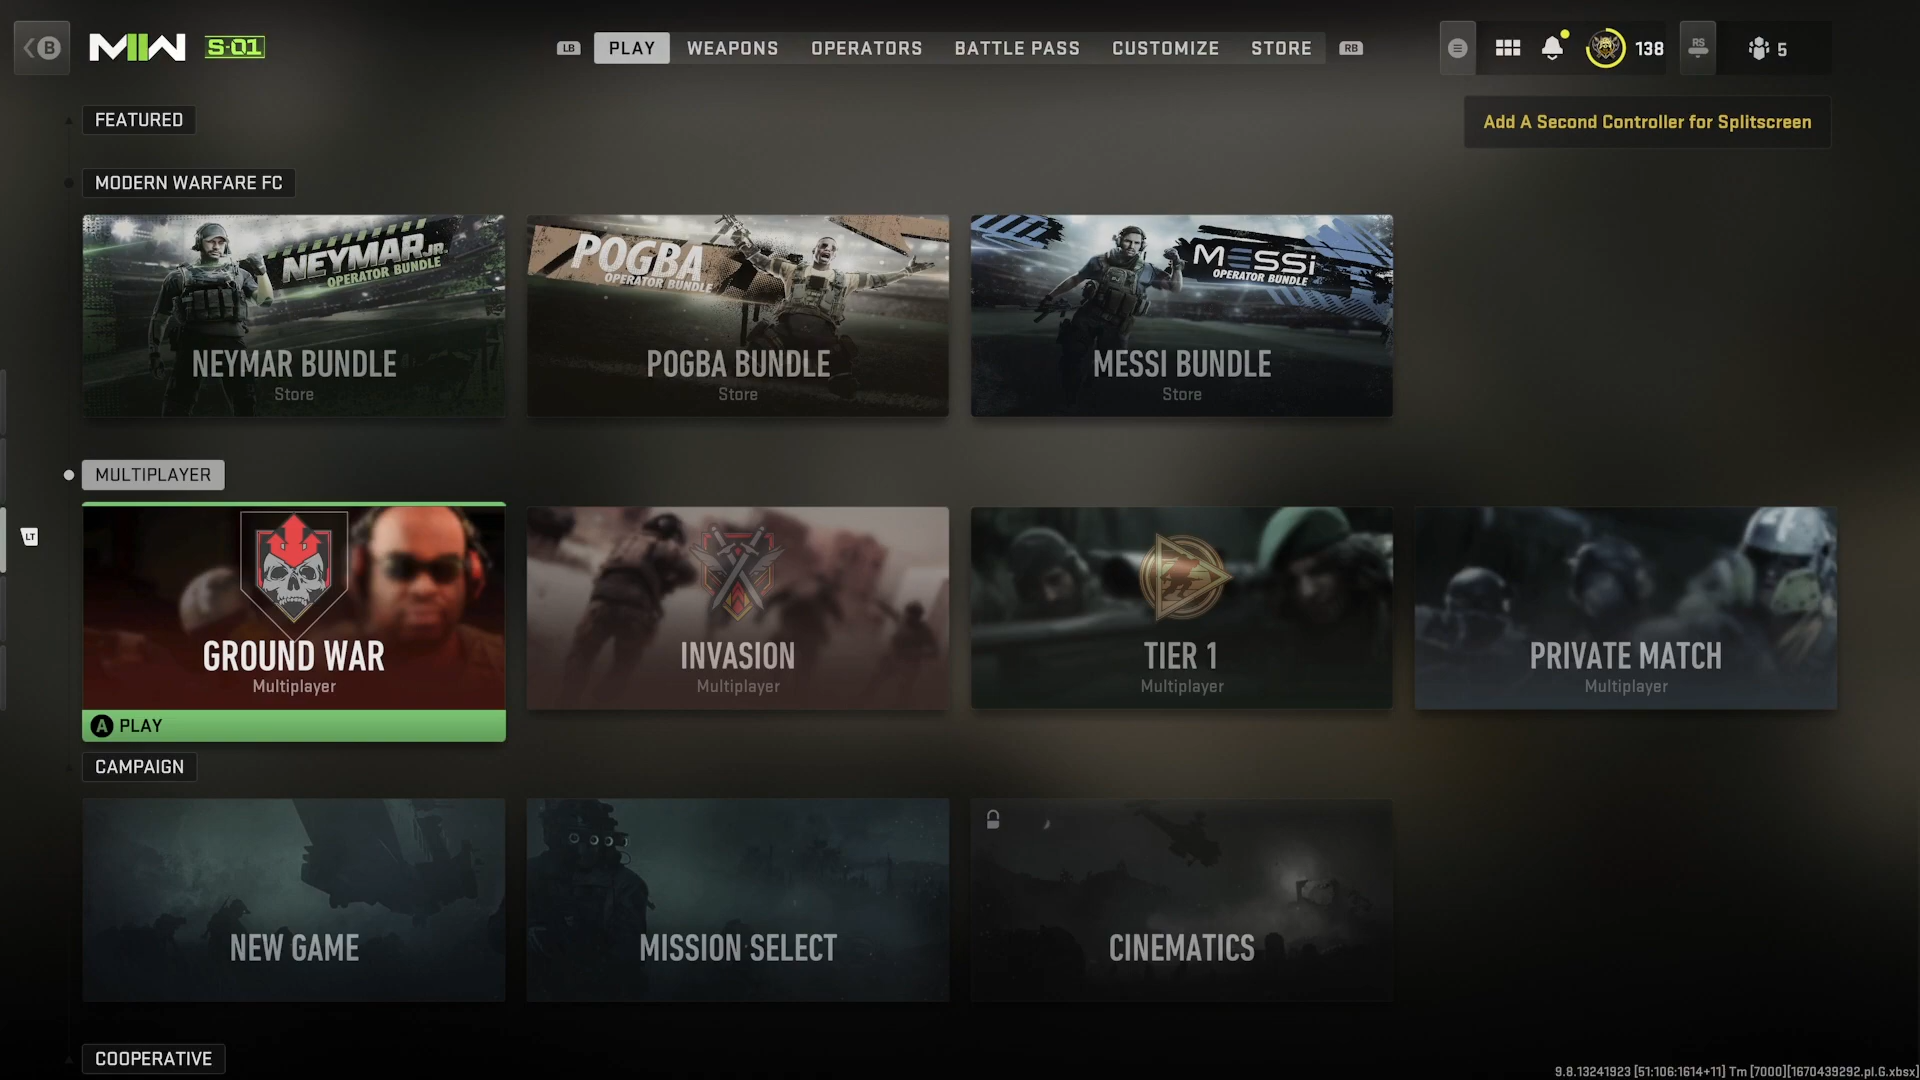 B
MIIW S-01
LB PLAY WEAPONS OPERATORS BATTLE PASS CUSTOMIZE STORE RB
138 RS 5
FEATURED
Add A Second Controller for Splitscreen
MODERN WARFARE FC
NEYMAR JR.
OPERATOR BUNDLE
NEYMAR BUNDLE
Store
POGBA
OPERATOR BUNDLE
POGBA BUNDLE
Store
MESSi
OPERATOR BUNDLE
MESSI BUNDLE
Store
MULTIPLAYER
LT
GROUND WAR
Multiplayer
A PLAY
INVASION
Multiplayer
TIER 1
Multiplayer
PRIVATE MATCH
Multiplayer
CAMPAIGN
NEW GAME
MISSION SELECT
CINEMATICS
COOPERATIVE
9.8.13241923 [51:106:1614+11] Tm [7000][1670439292.pl.G.xbsx]